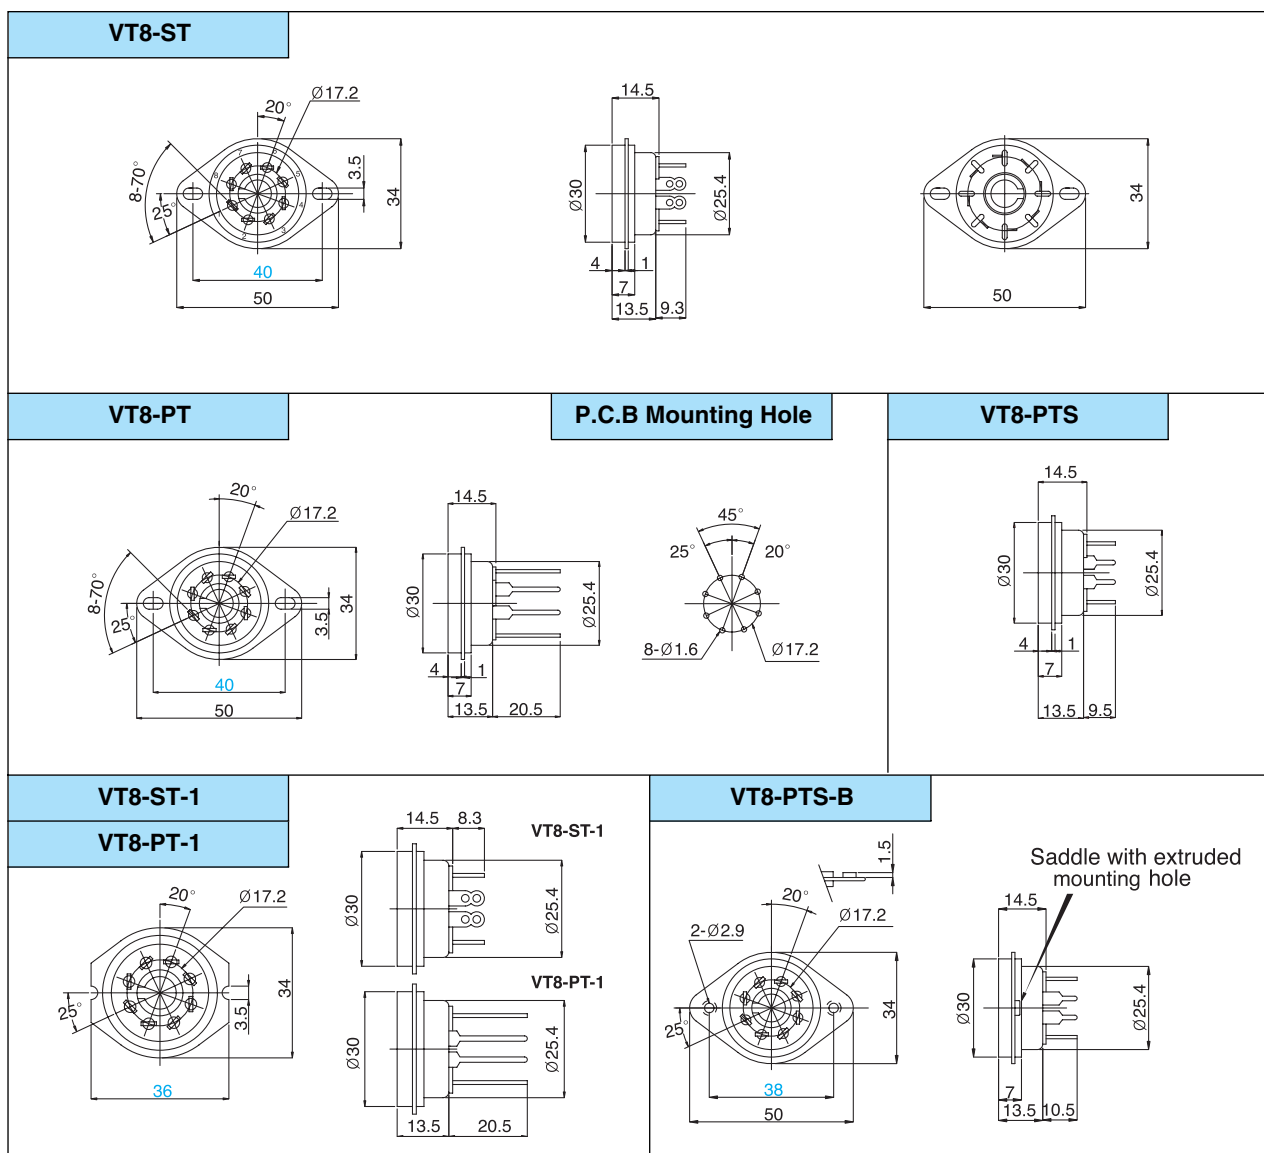 VT8-ST
Ø17.2
20°
8-70°
25°
3.5
34
40
50
7
6
8
5
4
2
3
14.5
Ø30
Ø25.4
4
1
7
13.5
9.3
34
50
VT8-PT
P.C.B Mounting Hole
VT8-PTS
20°
Ø17.2
8-70°
25°
3.5
34
40
50
14.5
Ø30
Ø25.4
4
1
7
13.5
20.5
45°
25°
20°
8-Ø1.6
Ø17.2
14.5
Ø30
Ø25.4
4
1
7
13.5
9.5
VT8-ST-1
VT8-PT-1
20°
Ø17.2
25°
3.5
34
36
14.5
8.3
VT8-ST-1
Ø30
Ø25.4
VT8-PT-1
Ø30
Ø25.4
13.5
20.5
VT8-PTS-B
1.5
20°
Ø17.2
2-Ø2.9
25°
34
38
50
Saddle with extruded
mounting hole
14.5
Ø30
Ø25.4
7
13.5
10.5